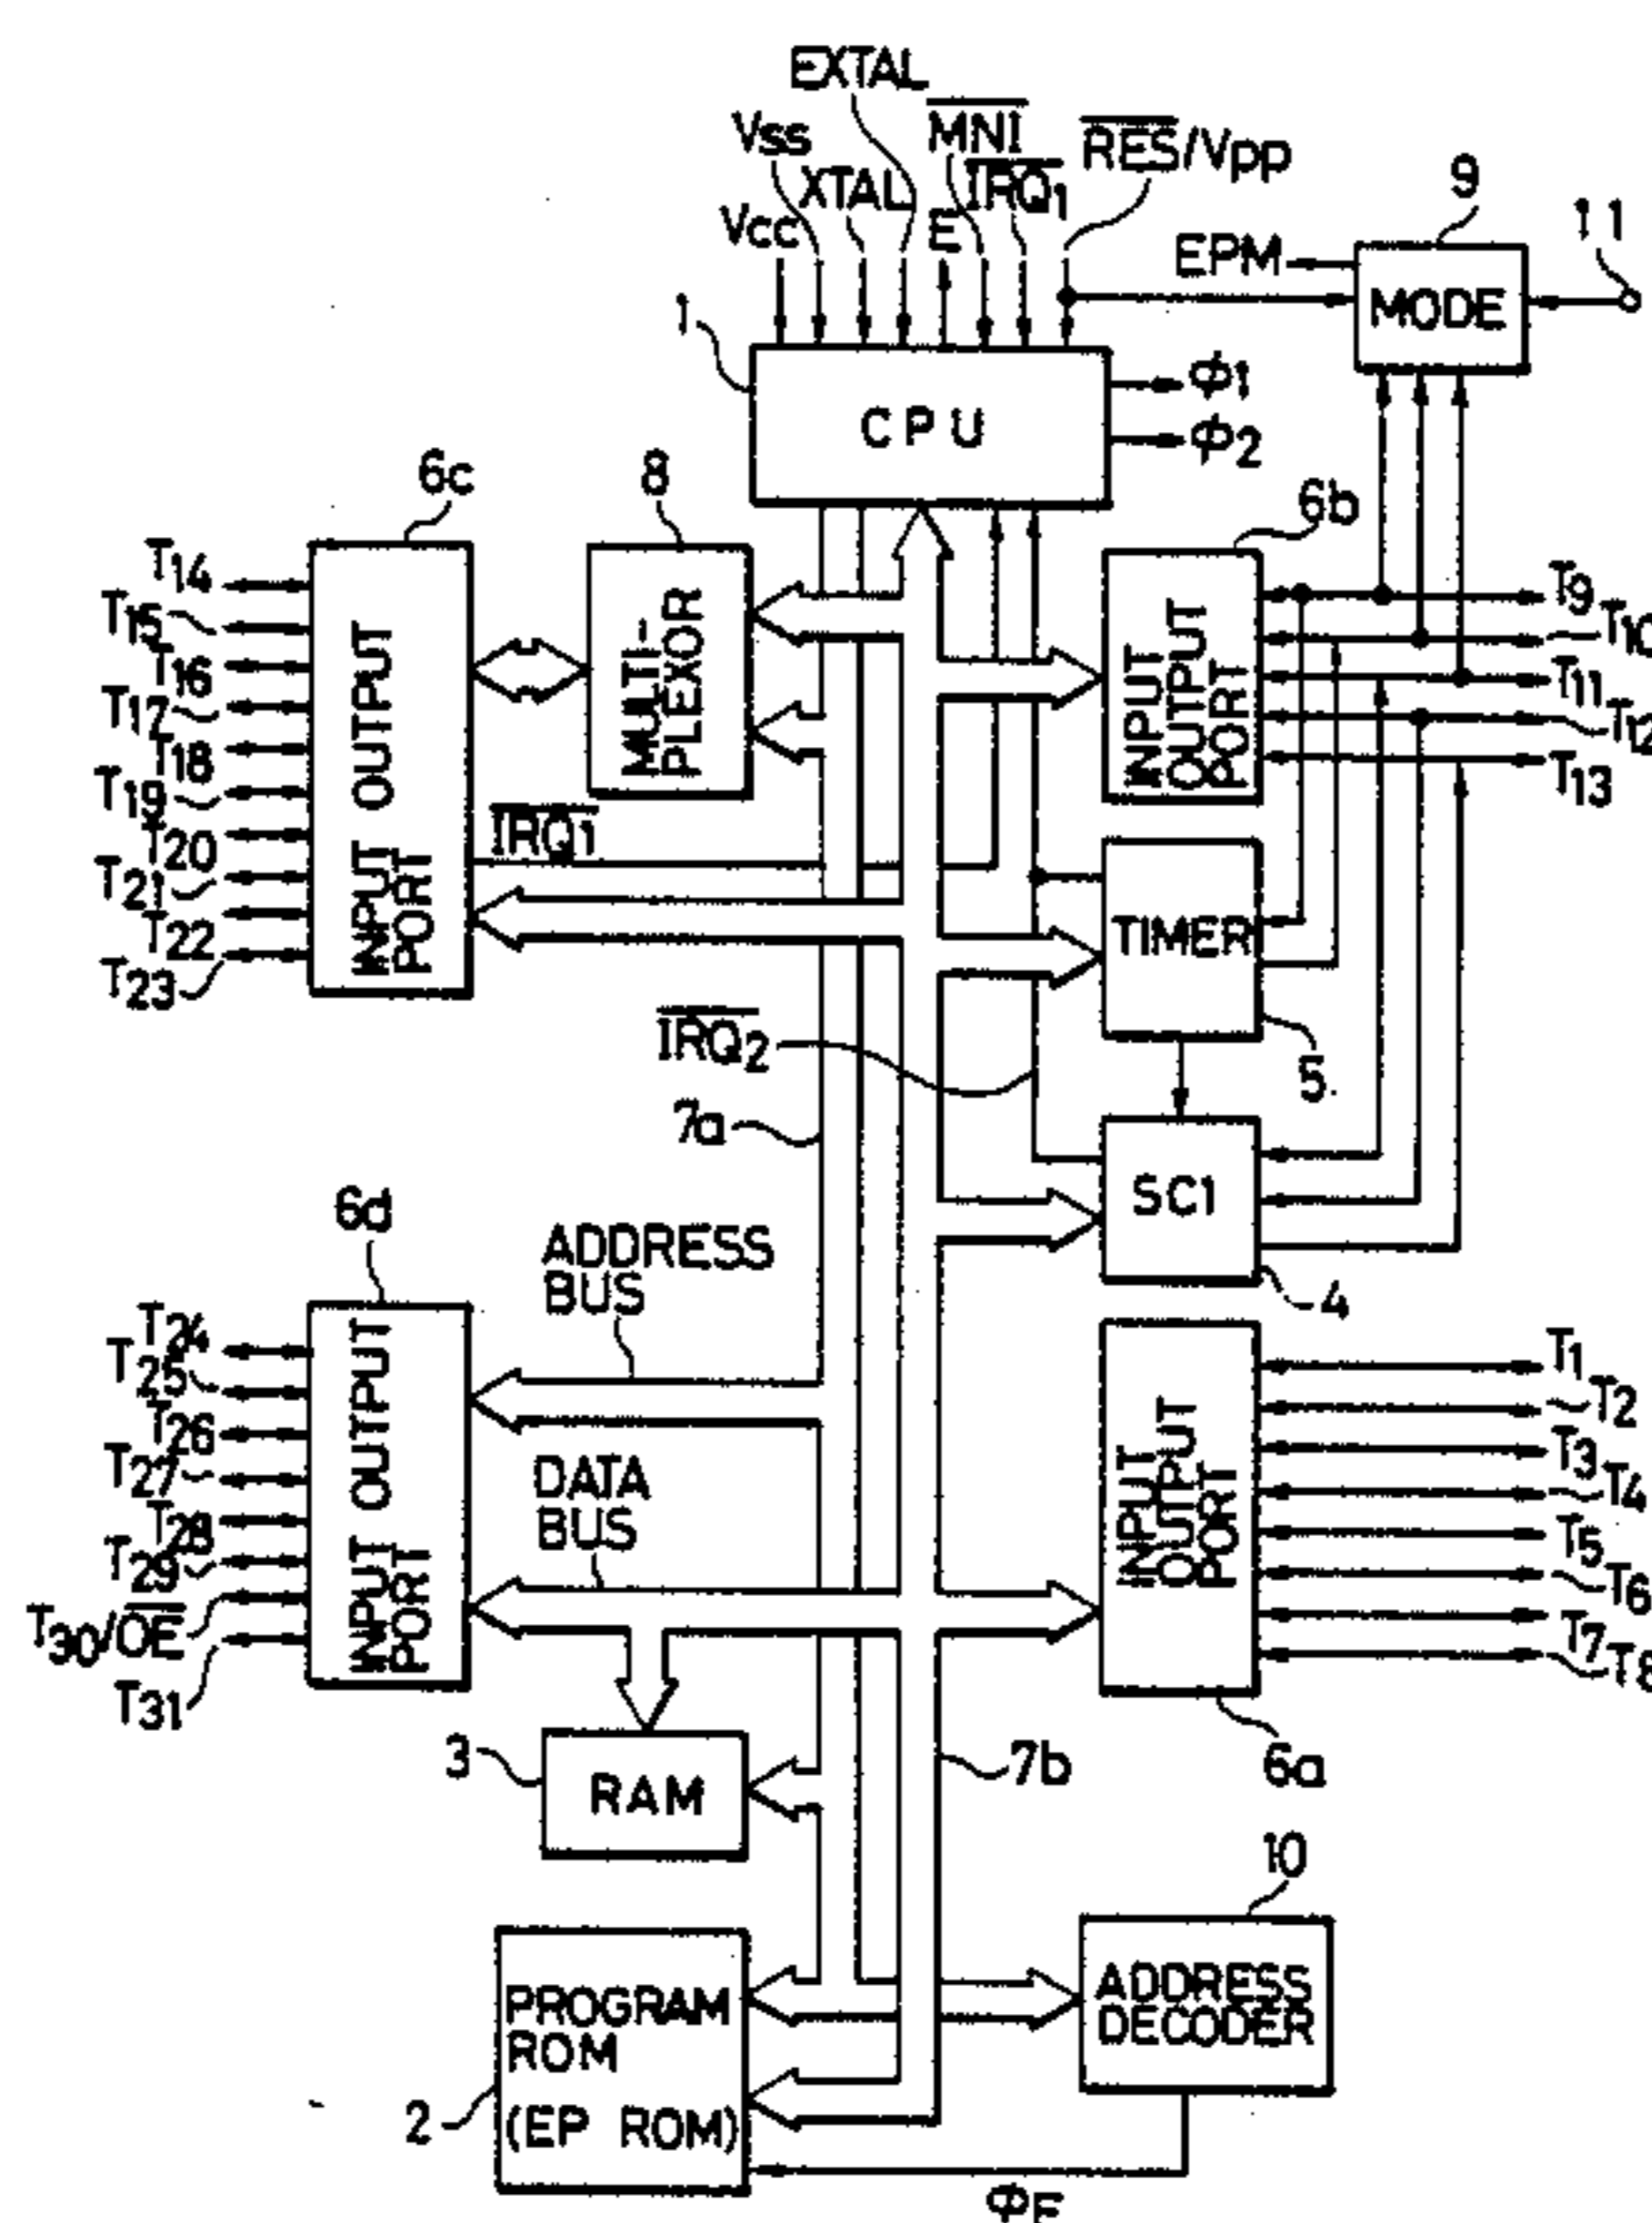 EXTAL
VSS
MNI
RES/Vpp
XTAL
IRQ1
VCC
E
9
11
EPM
MODE
1
CPU
Φ1
Φ2
6c
8
6b
T14
T15
T16
T17
T18
T19
T20
T21
T22
T23
INPUT OUTPUT
PORT
MULTI-
PLEXOR
INPUT
OUTPUT
PORT
T9
T10
T11
T12
T13
IRQ1
TIMER
IRQ2
5.
7a
SC1
4
6d
ADDRESS
BUS
T24
T25
T26
T27
T28
T29
T30/OE
T31
INPUT OUTPUT
PORT
DATA
BUS
INPUT
OUTPUT
PORT
T1
T2
T3
T4
T5
T6
T7
T8
3
RAM
7b
6a
10
PROGRAM
ROM
(EP ROM)
2
ADDRESS
DECODER
ΦE